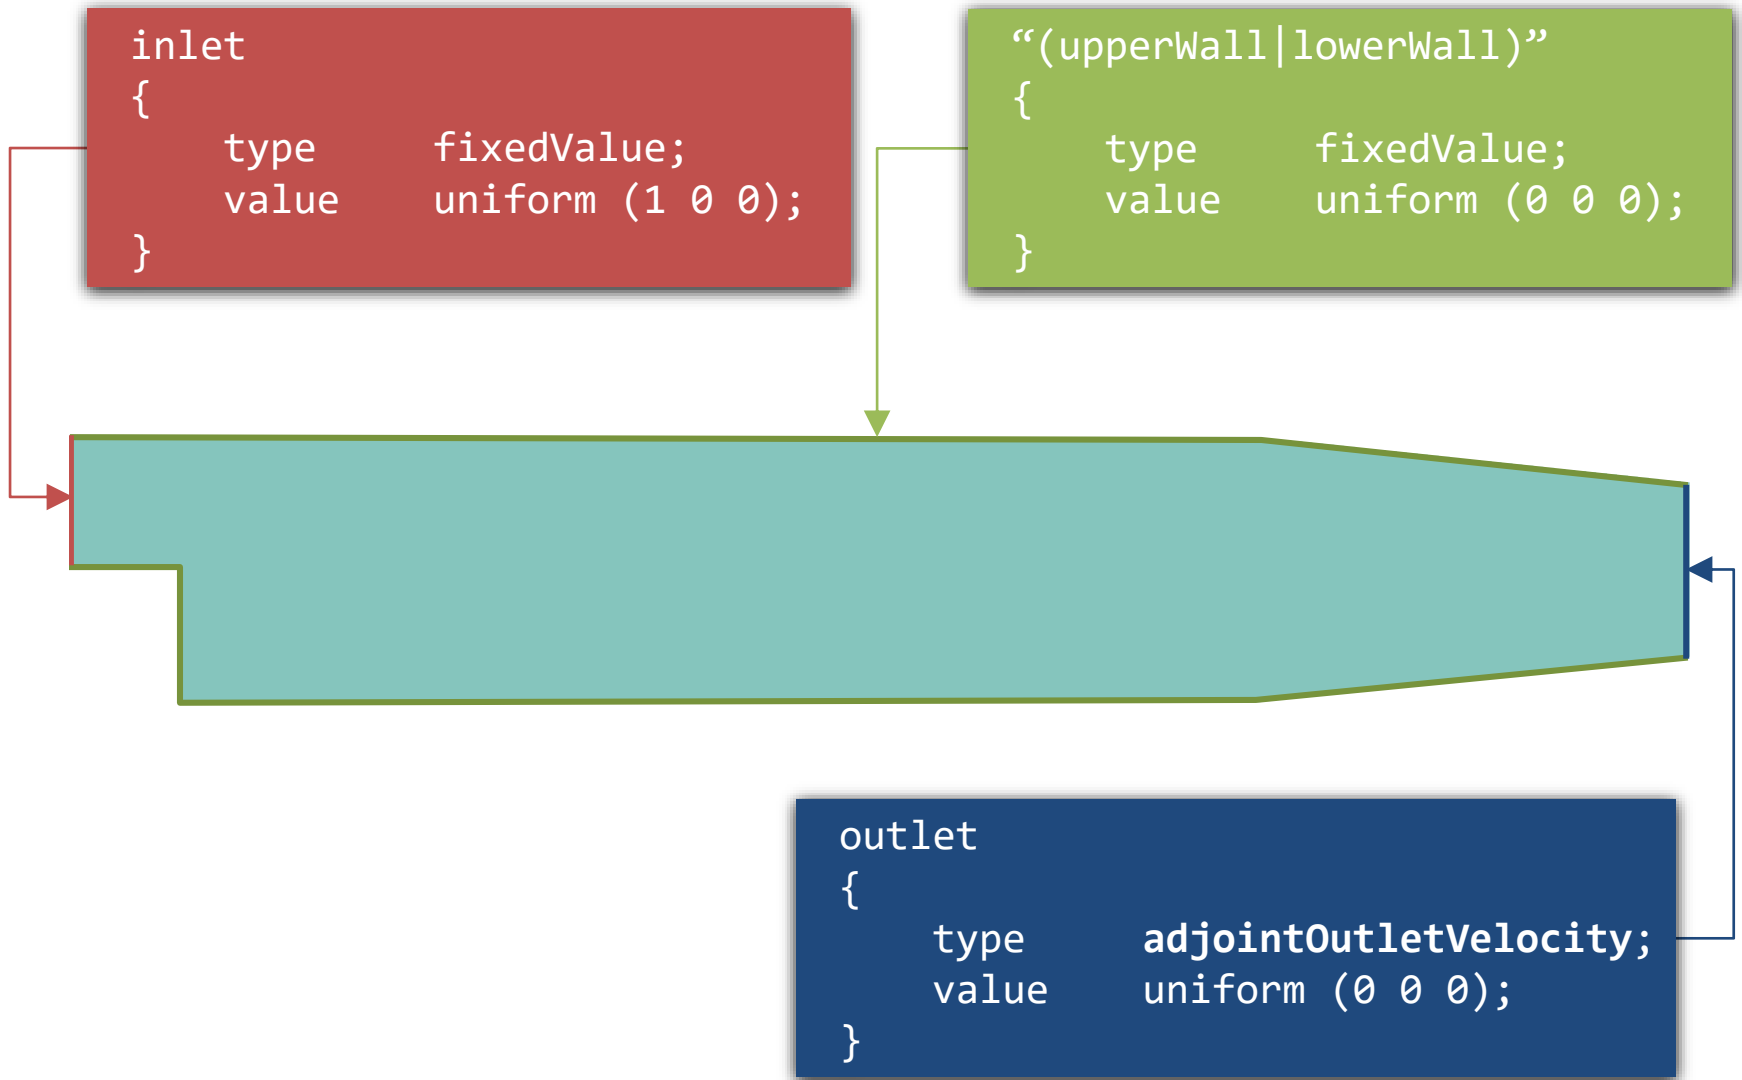 inlet
{
type fixedValue;
value uniform (1 0 0);
}
“(upperWall|lowerWall)”
{
type fixedValue;
value uniform (0 0 0);
}
outlet
{
type adjointOutletVelocity;
value uniform (0 0 0);
}